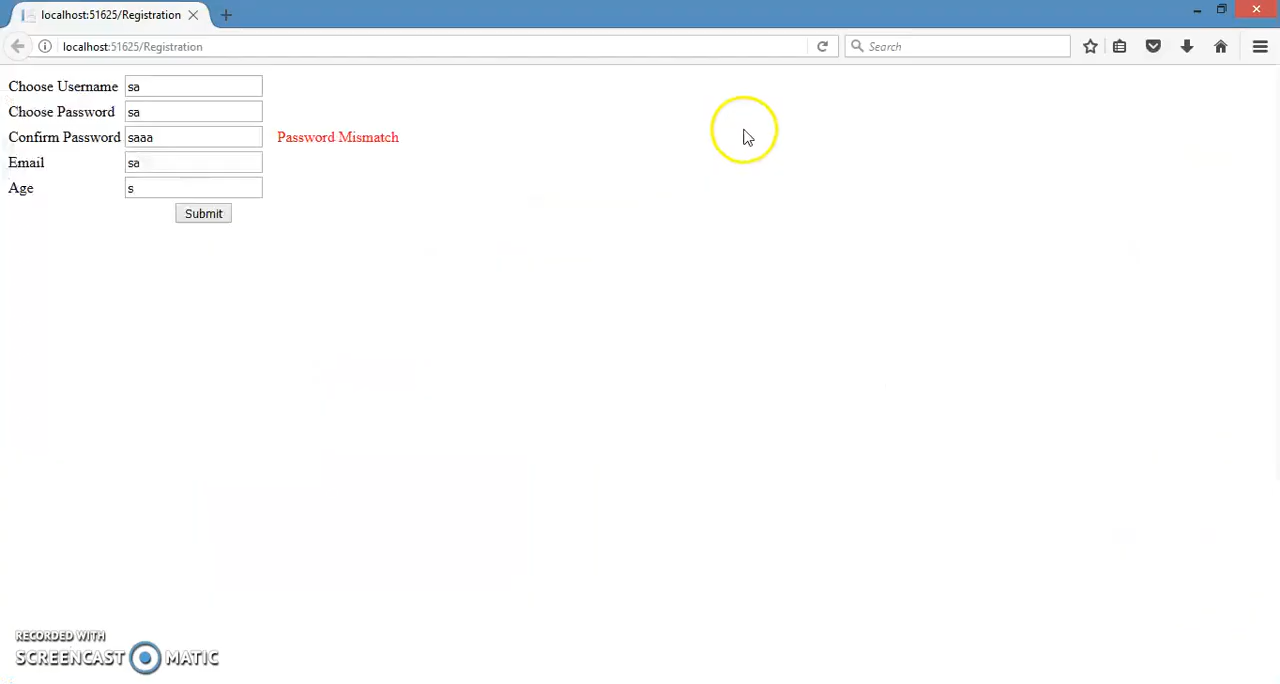 localhost:51625/Registration
localhost:51625/Registration
Search
Choose Username sa
Choose Password sa
Confirm Password saaa Password Mismatch
Email sa
Age s
Submit
RECORDED WITH
SCREENCAST MATIC